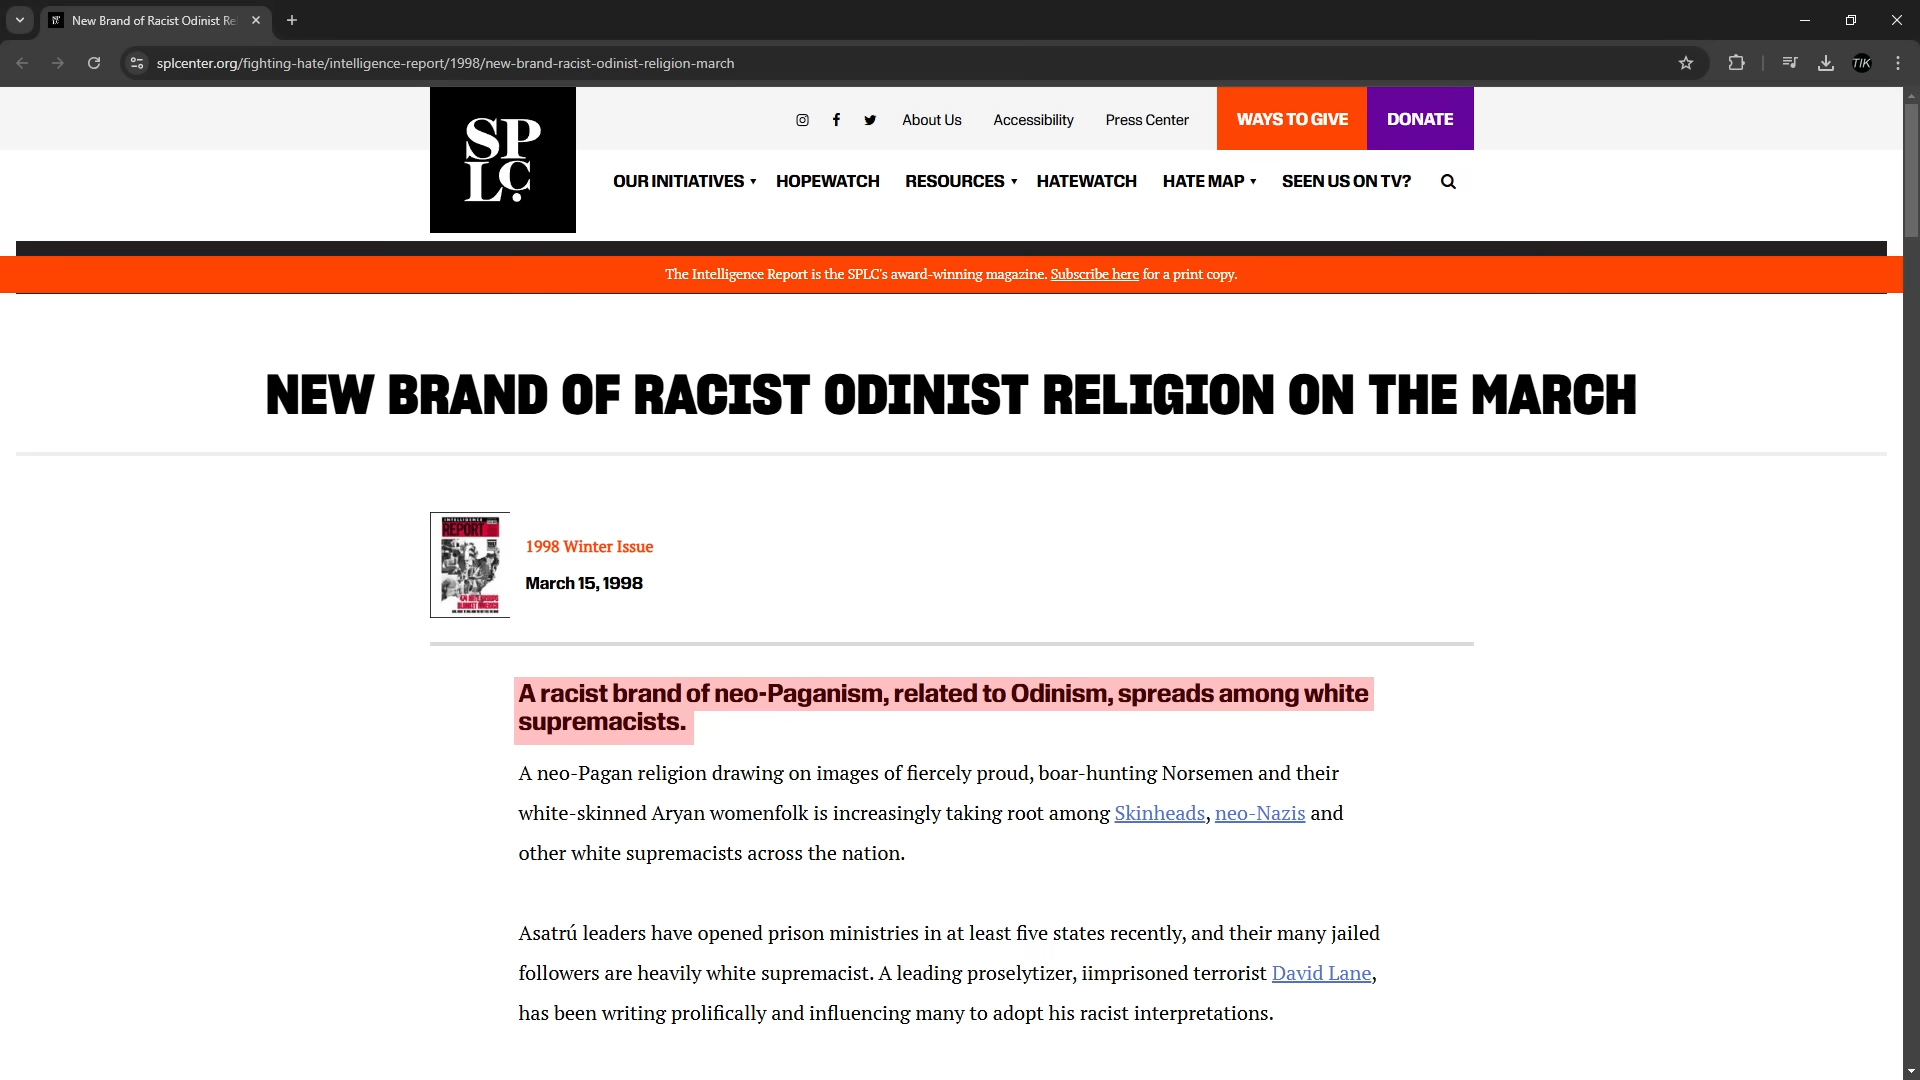 New Brand of Racist Odinist Re
splcenter.org/fighting-hate/intelligence-report/1998/new-brand-racist-odinist-religion-march
TIK
SP
LC.
About Us
Accessibility
Press Center
WAYS TO GIVE
DONATE
OUR INITIATIVES
HOPEWATCH
RESOURCES
HATEWATCH
HATE MAP
SEEN US ON TV?
The Intelligence Report is the SPLC's award-winning magazine. Subscribe here for a print copy.
NEW BRAND OF RACIST ODINIST RELIGION ON THE MARCH
INTELLIGENCE
REPORT
1998 Winter Issue
March 15, 1998
A racist brand of neo-Paganism, related to Odinism, spreads among white
supremacists.
A neo-Pagan religion drawing on images of fiercely proud, boar-hunting Norsemen and their
white-skinned Aryan womenfolk is increasingly taking root among Skinheads, neo-Nazis and
other white supremacists across the nation.
Asatrú leaders have opened prison ministries in at least five states recently, and their many jailed
followers are heavily white supremacist. A leading proselytizer, iimprisoned terrorist David Lane,
has been writing prolifically and influencing many to adopt his racist interpretations.